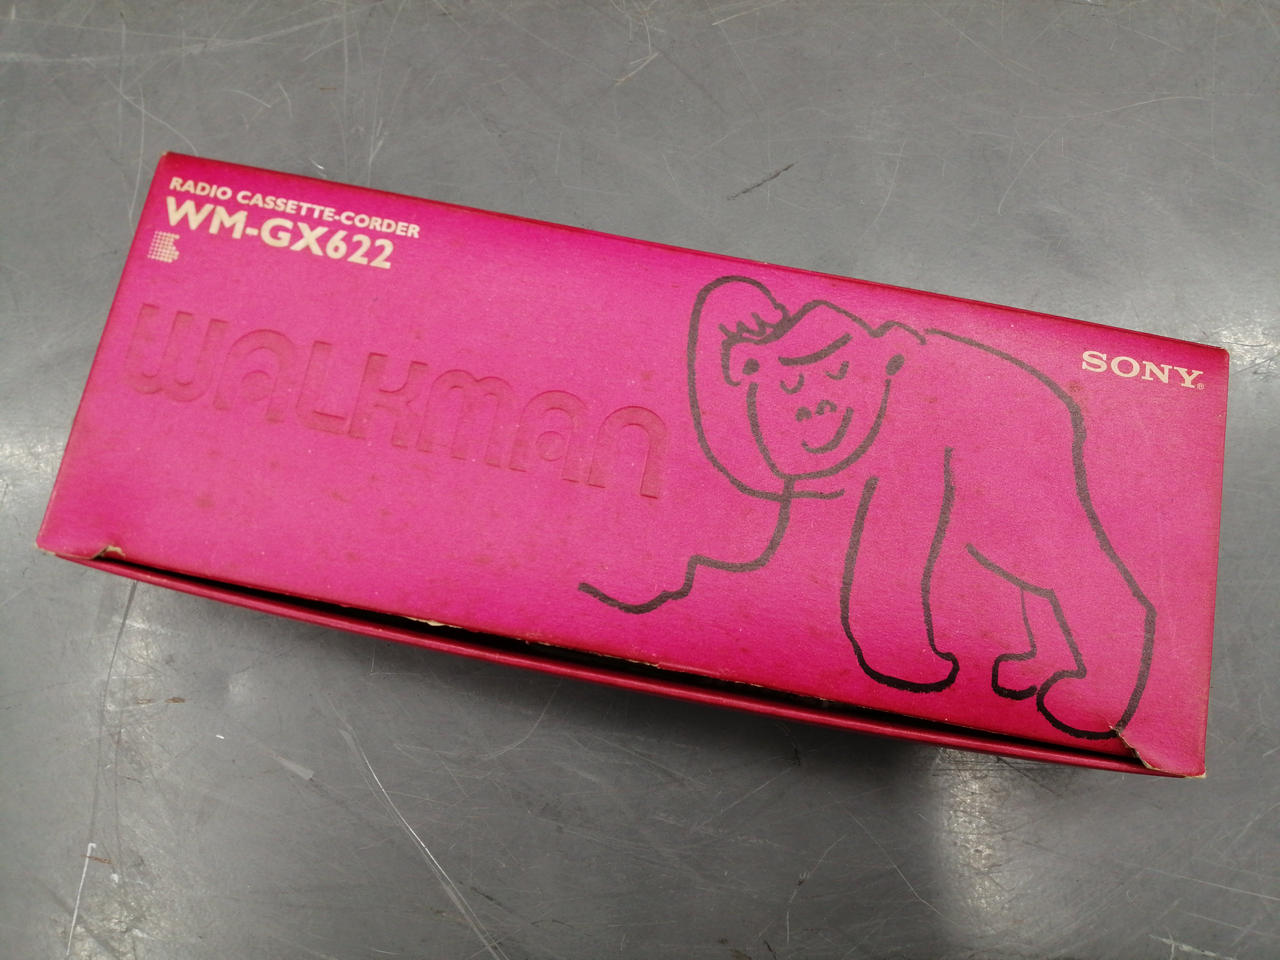 RADIO CASSETTE-CORDER
WM-GX622
WALKMAN
SONY®